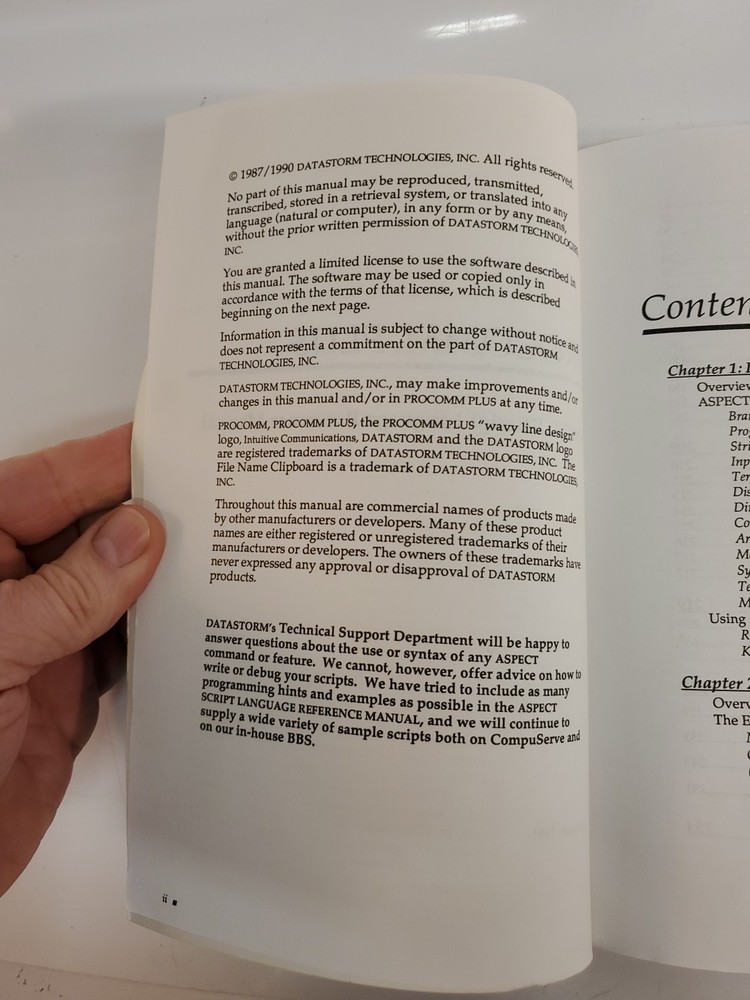 © 1987/1990 DATASTORM TECHNOLOGIES, INC. All rights reserved.
No part of this manual may be reproduced, transmitted,
transcribed, stored in a retrieval system, or translated into any
language (natural or computer), in any form or by any means,
without the prior written permission of DATASTORM TECHNOLOGIES,
INC.
You are granted a limited license to use the software described in
this manual. The software may be used or copied only in
accordance with the terms of that license, which is described
beginning on the next page.
Information in this manual is subject to change without notice and
does not represent a commitment on the part of DATASTORM
TECHNOLOGIES, INC.
DATASTORM TECHNOLOGIES, INC., may make improvements and/or
changes in this manual and/or in PROCOMM PLUS at any time.
PROCOMM, PROCOMM PLUS, the PROCOMM PLUS "wavy line design"
logo, Intuitive Communications, DATASTORM and the DATASTORM logo
are registered trademarks of DATASTORM TECHNOLOGIES, INC. The
File Name Clipboard is a trademark of DATASTORM TECHNOLOGIES,
INC.
Throughout this manual are commercial names of products made
by other manufacturers or developers. Many of these product
names are either registered or unregistered trademarks of their
manufacturers or developers. The owners of these trademarks have
never expressed any approval or disapproval of DATASTORM
products.
DATASTORM's Technical Support Department will be happy to
answer questions about the use or syntax of any ASPECT
command or feature. We cannot, however, offer advice on how to
write or debug your scripts. We have tried to include as many
programming hints and examples as possible in the ASPECT
SCRIPT LANGUAGE REFERENCE MANUAL, and we will continue to
supply a wide variety of sample scripts both on CompuServe and
on our in-house BBS.
ii
Conten
Chapter 1: I
Overview
ASPECT
Bra
Pro
Stri
Inp
Ter
Dis
Di
Co
Ar
M
Sy
Te
M
Using
R
K
Chapter 2
Overv
The E